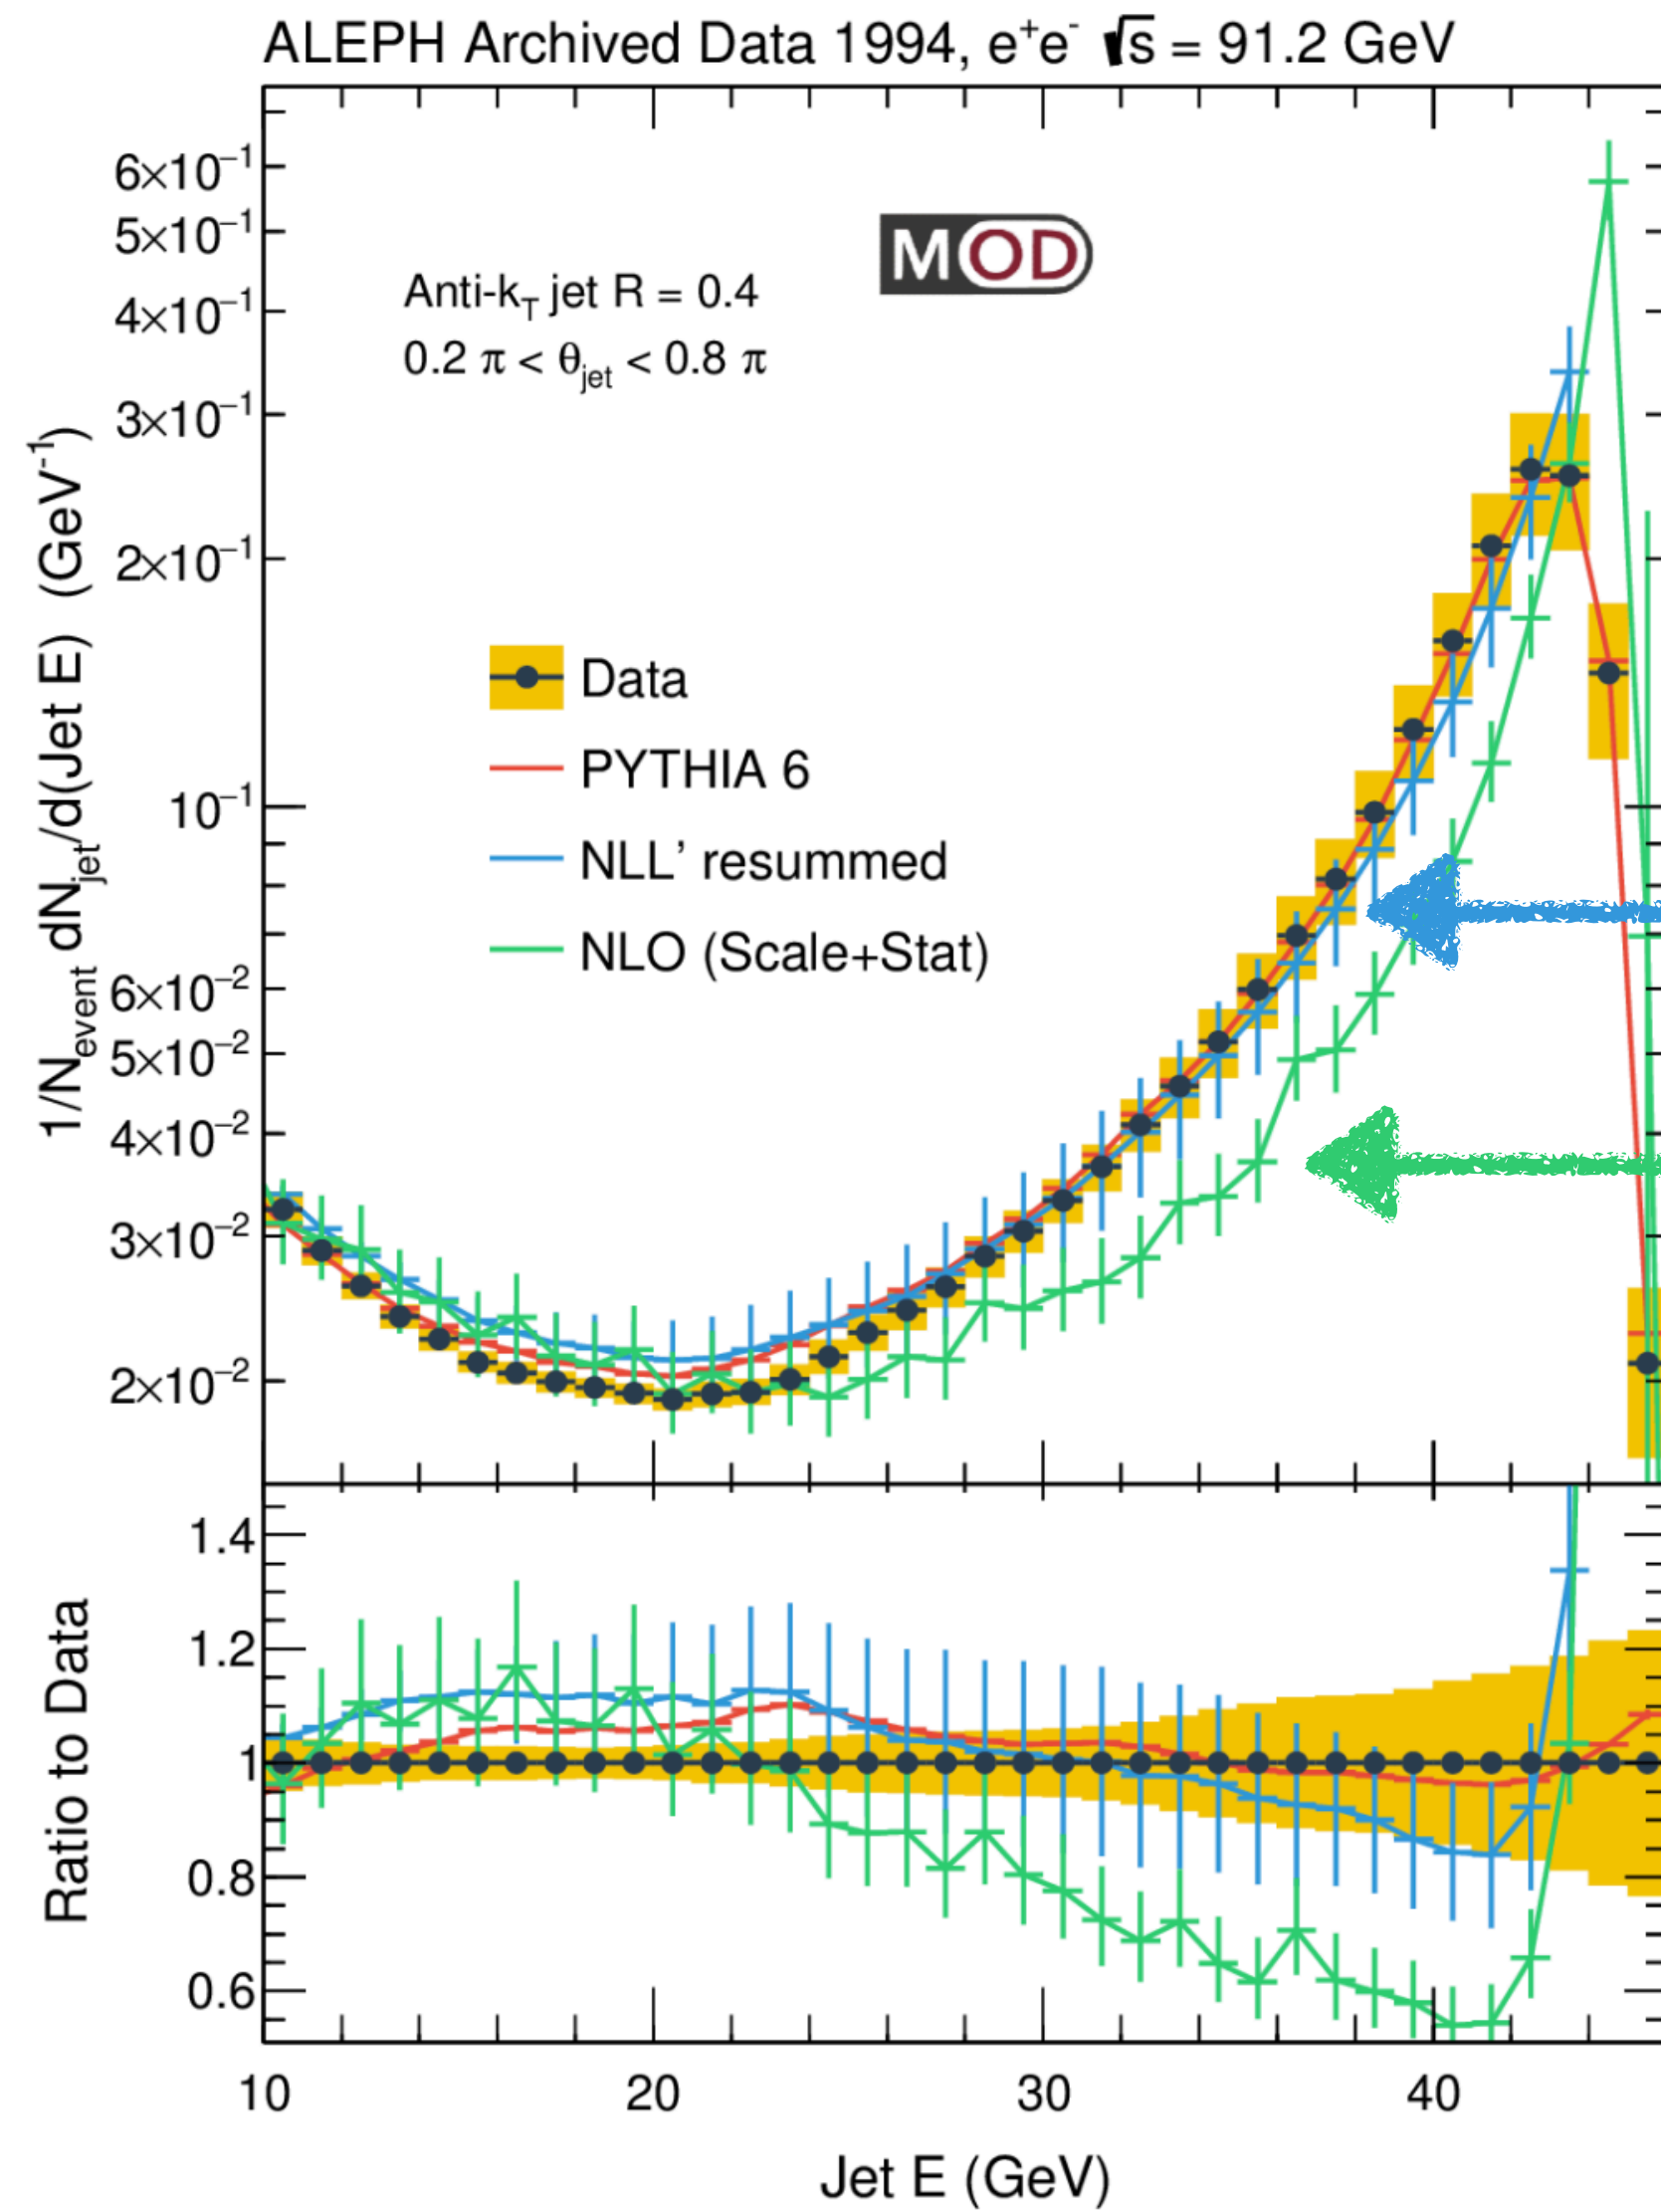 ALEPH Archived Data 1994, e⁺e⁻ √s = 91.2 GeV
6×10⁻¹
5×10⁻¹
4×10⁻¹
3×10⁻¹
2×10⁻¹
10⁻¹
6×10⁻²
5×10⁻²
4×10⁻²
3×10⁻²
2×10⁻²
1/N_event dN_jet/d(Jet E) (GeV⁻¹)
MOD
Anti-k_T jet R = 0.4
0.2 π < θ_jet < 0.8 π
Data
PYTHIA 6
NLL’ resummed
NLO (Scale+Stat)
1.4
1.2
1
0.8
0.6
Ratio to Data
10 20 30 40
Jet E (GeV)